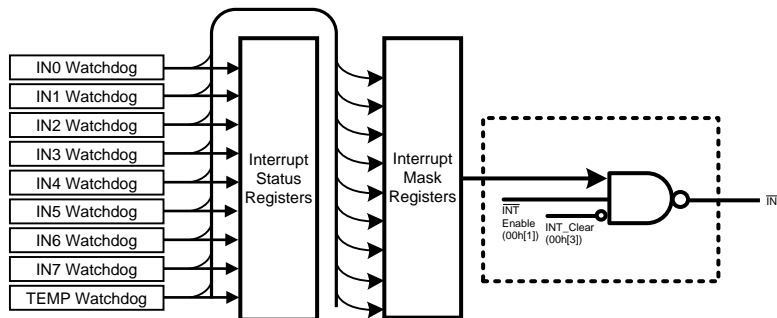 IN0 Watchdog
IN1 Watchdog
IN2 Watchdog
IN3 Watchdog
IN4 Watchdog
IN5 Watchdog
IN6 Watchdog
IN7 Watchdog
TEMP Watchdog
Interrupt
Status
Registers
Interrupt
Mask
Registers
INT
Enable
(00h[1])
INT_Clear
(00h[3])
IN